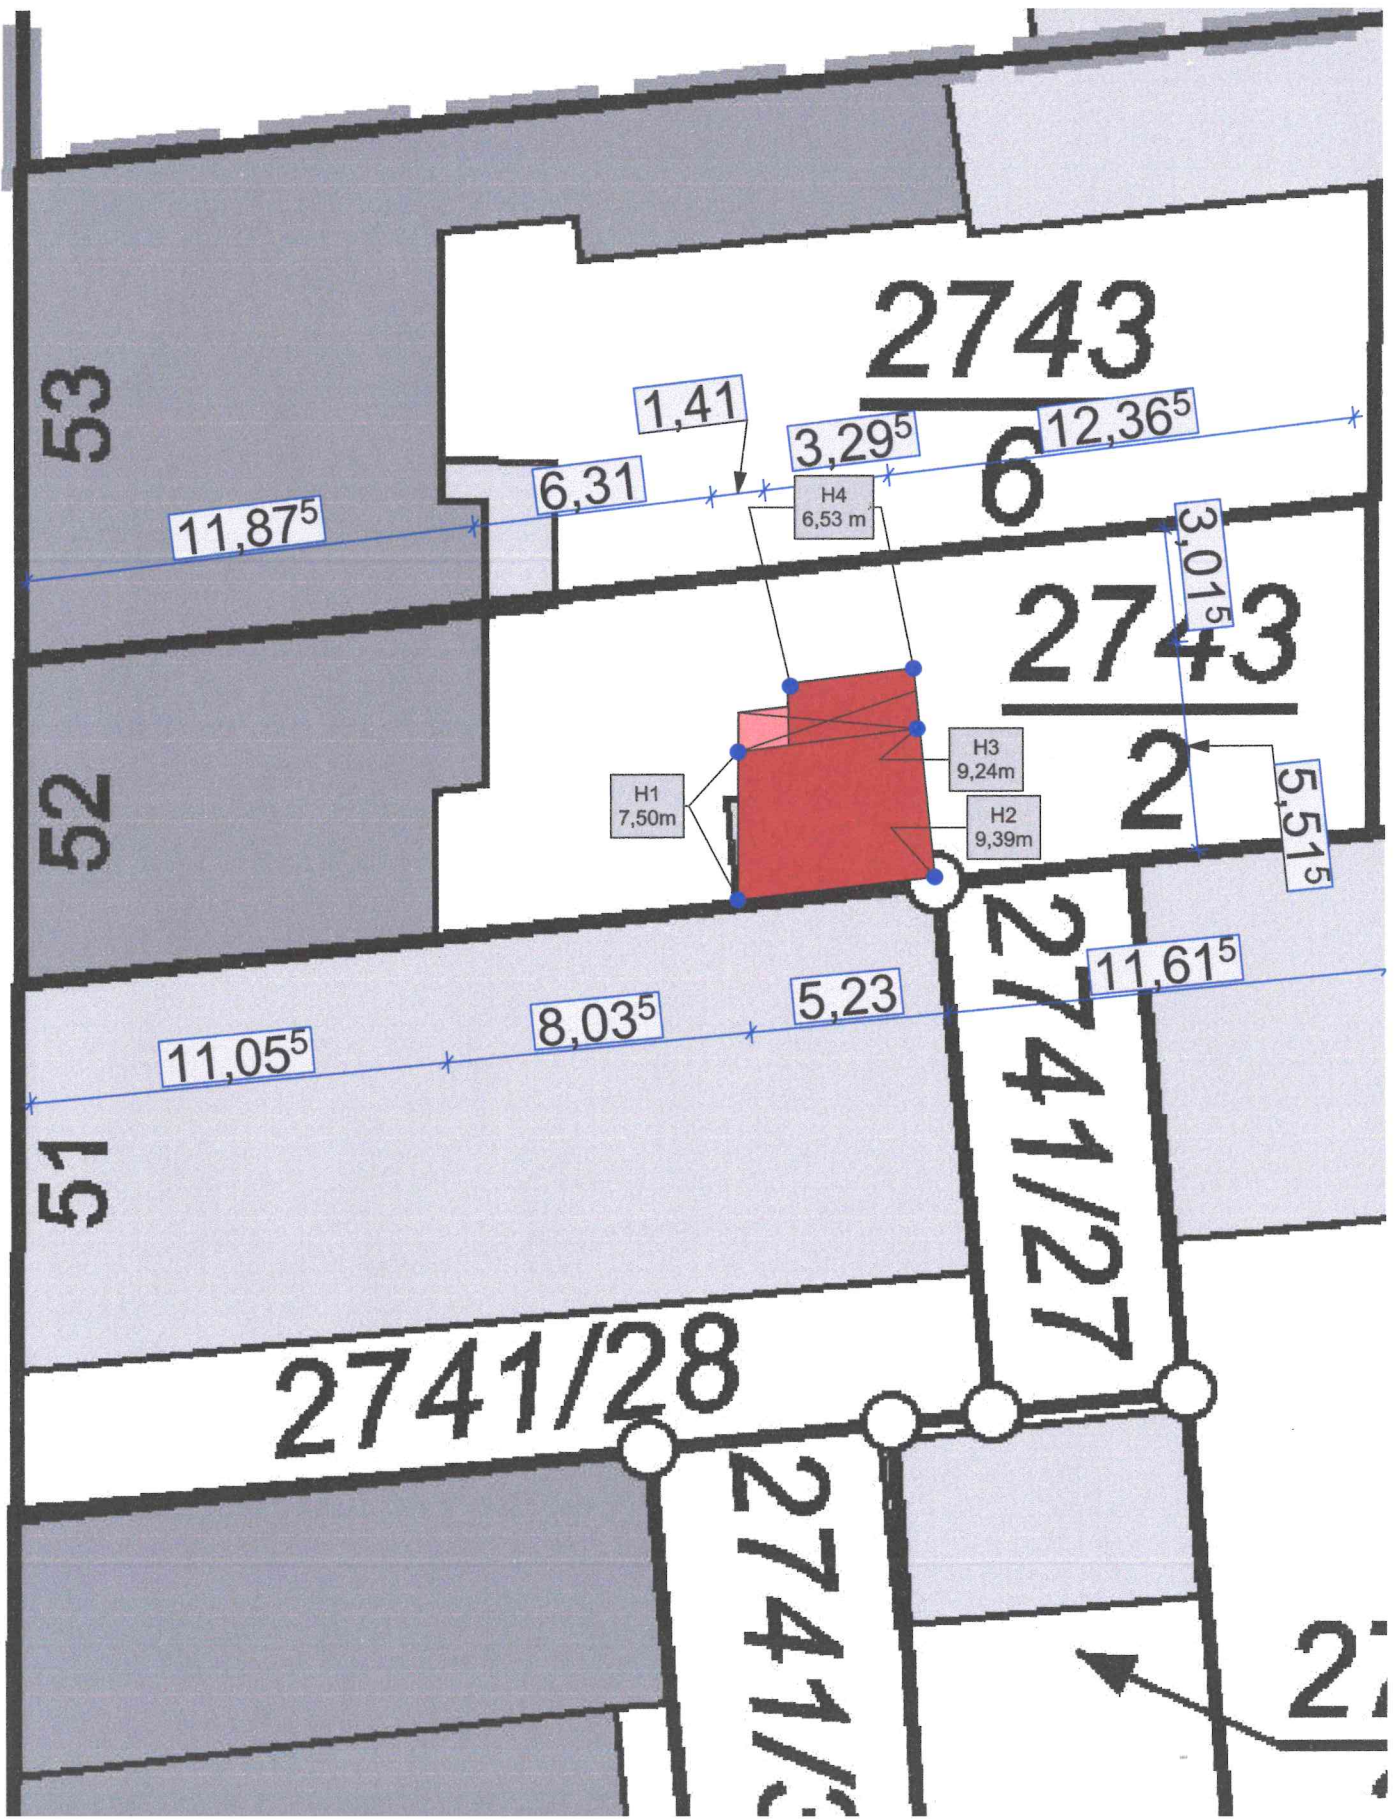 2743
6
53
1,41
3,29⁵
12,36⁵
6,31
11,87⁵
H4
6,53 m
3,01⁵
2743
2
H3
9,24m
H1
7,50m
H2
9,39m
52
5,51⁵
11,61⁵
5,23
8,03⁵
11,05⁵
2741/27
51
2741/28
2741/
27